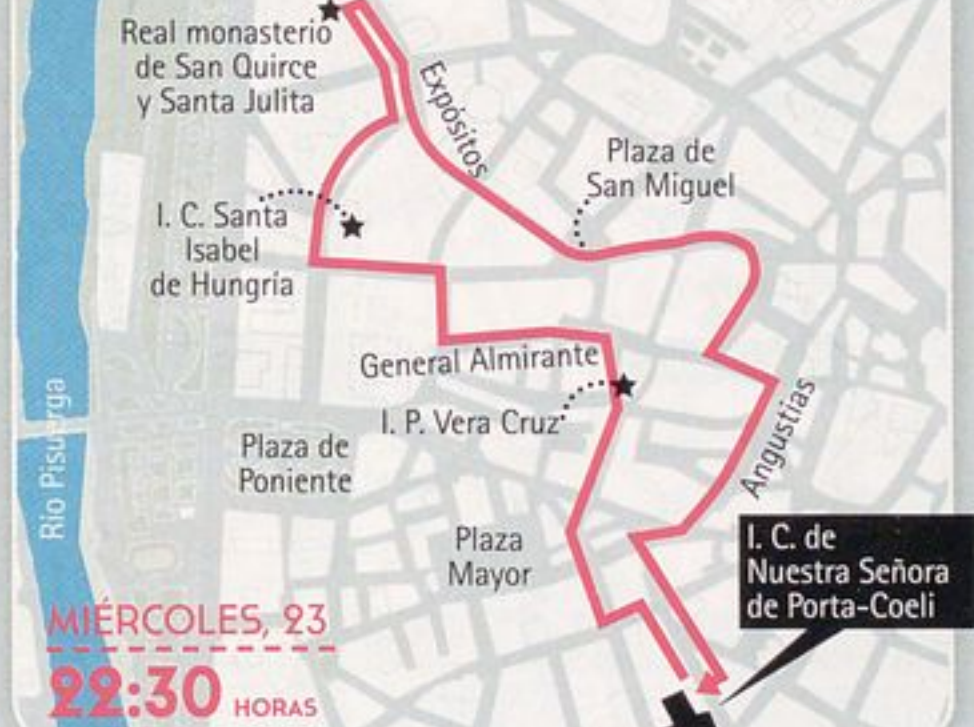 Real monasterio
de San Quirce
y Santa Julita
Expósitos
Plaza de
San Miguel
I. C. Santa
Isabel
de Hungría
General Almirante
I. P. Vera Cruz
Plaza de
Poniente
Río Pisuerga
Angustias
Plaza
Mayor
I. C. de
Nuestra Señora
de Porta-Coeli
MIÉRCOLES, 23
22:30 HORAS